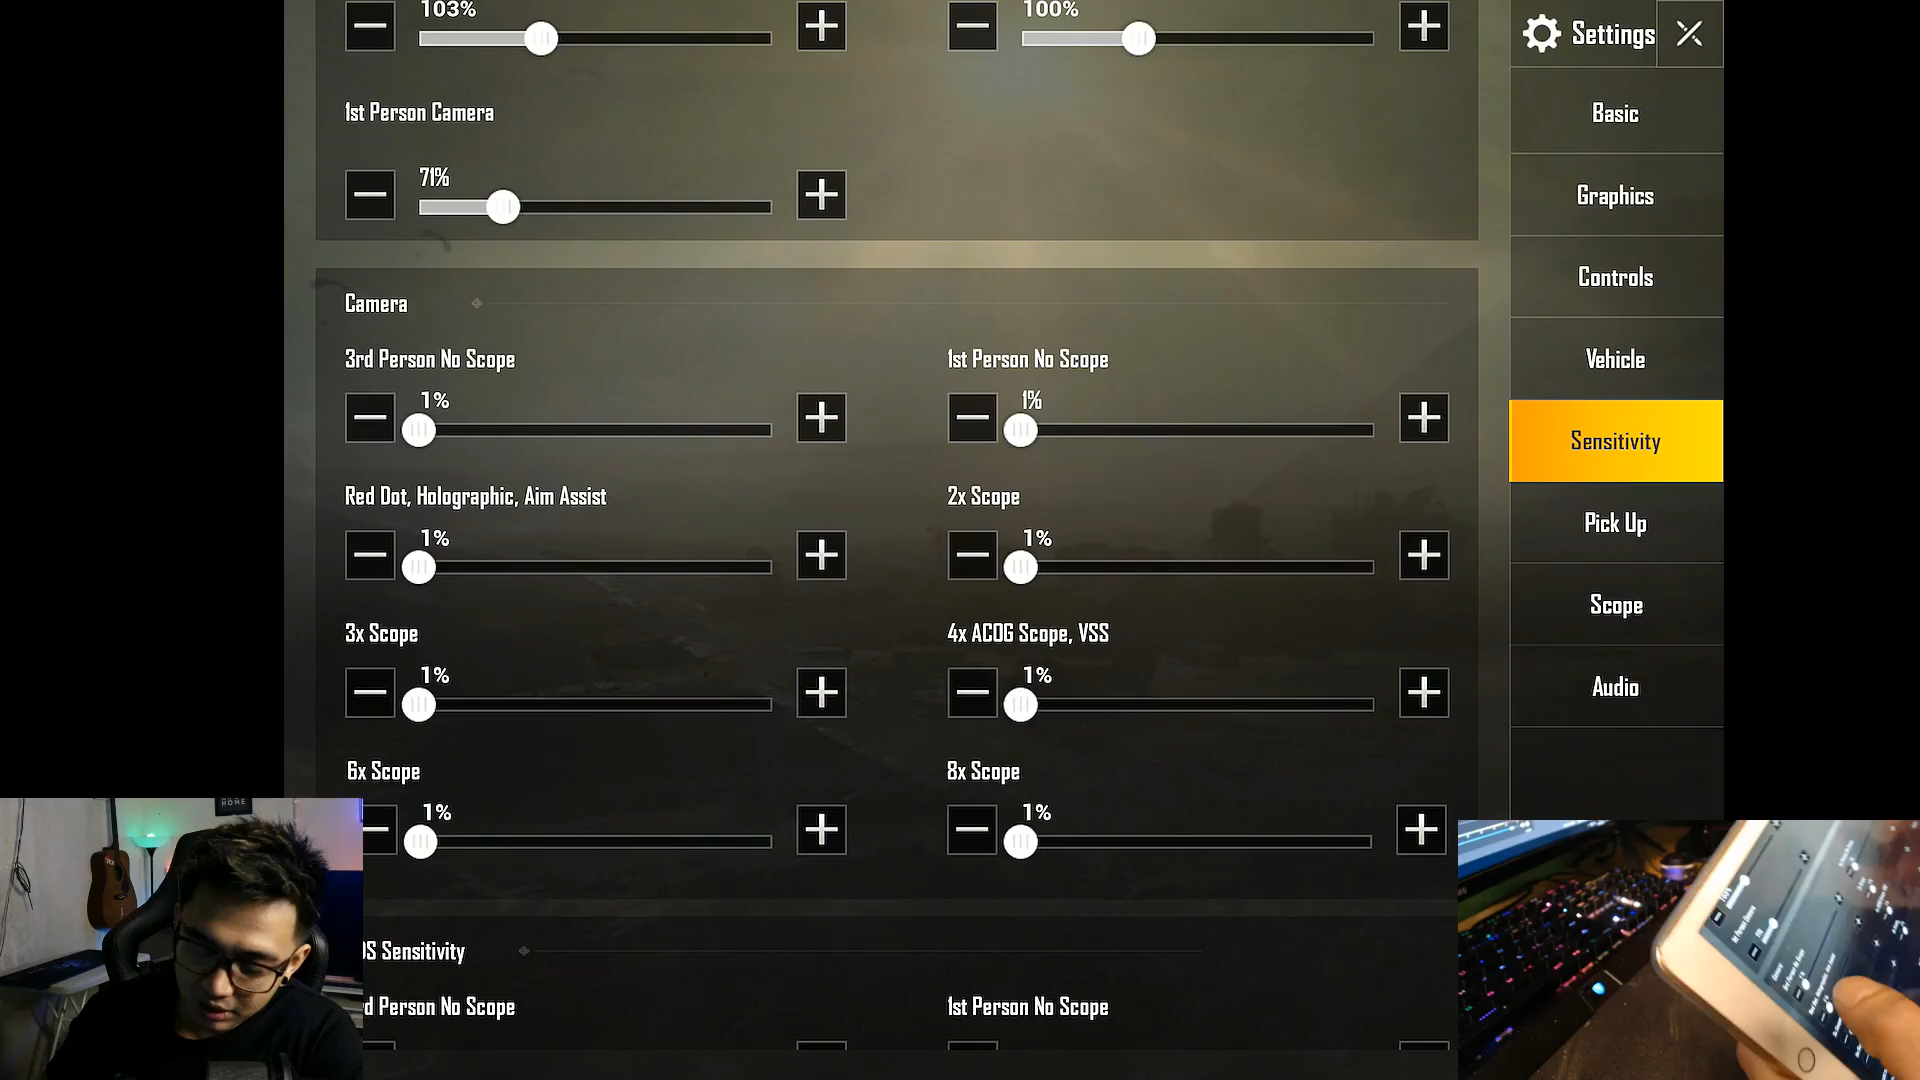 103%
100%
Settings
1st Person Camera
Basic
71%
Graphics
Controls
Camera
3rd Person No Scope
1st Person No Scope
Vehicle
1%
1%
Sensitivity
Red Dot, Holographic, Aim Assist
2x Scope
Pick Up
1%
1%
Scope
3x Scope
4x ACOG Scope, VSS
1%
1%
Audio
6x Scope
8x Scope
HOME
1%
1%
OS Sensitivity
rd Person No Scope
1st Person No Scope